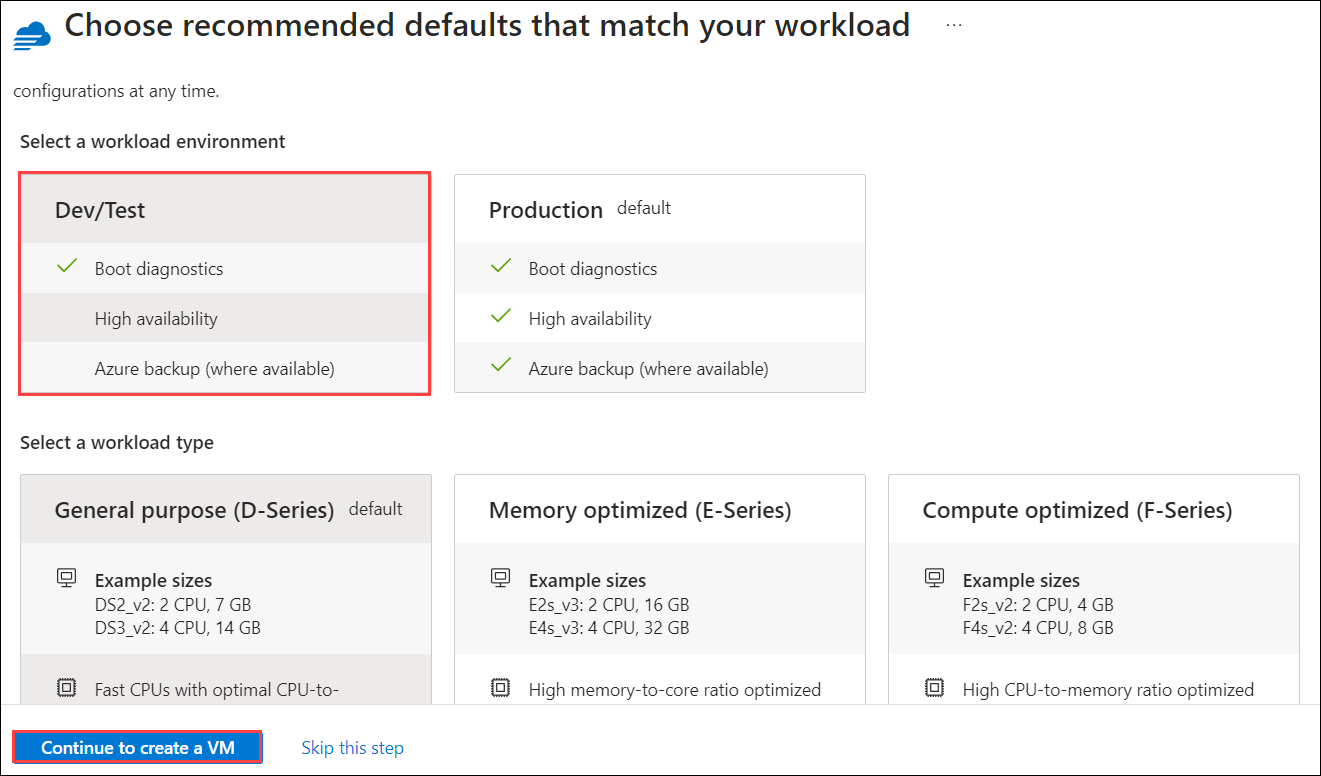 Choose recommended defaults that match your workload ...
configurations at any time.
Select a workload environment
Dev/Test
Boot diagnostics
High availability
Azure backup (where available)
Production default
Boot diagnostics
High availability
Azure backup (where available)
Select a workload type
General purpose (D-Series) default
Example sizes
DS2_v2: 2 CPU, 7 GB
DS3_v2: 4 CPU, 14 GB
Fast CPUs with optimal CPU-to-
Memory optimized (E-Series)
Example sizes
E2s_v3: 2 CPU, 16 GB
E4s_v3: 4 CPU, 32 GB
High memory-to-core ratio optimized
Compute optimized (F-Series)
Example sizes
F2s_v2: 2 CPU, 4 GB
F4s_v2: 4 CPU, 8 GB
High CPU-to-memory ratio optimized
Continue to create a VM
Skip this step